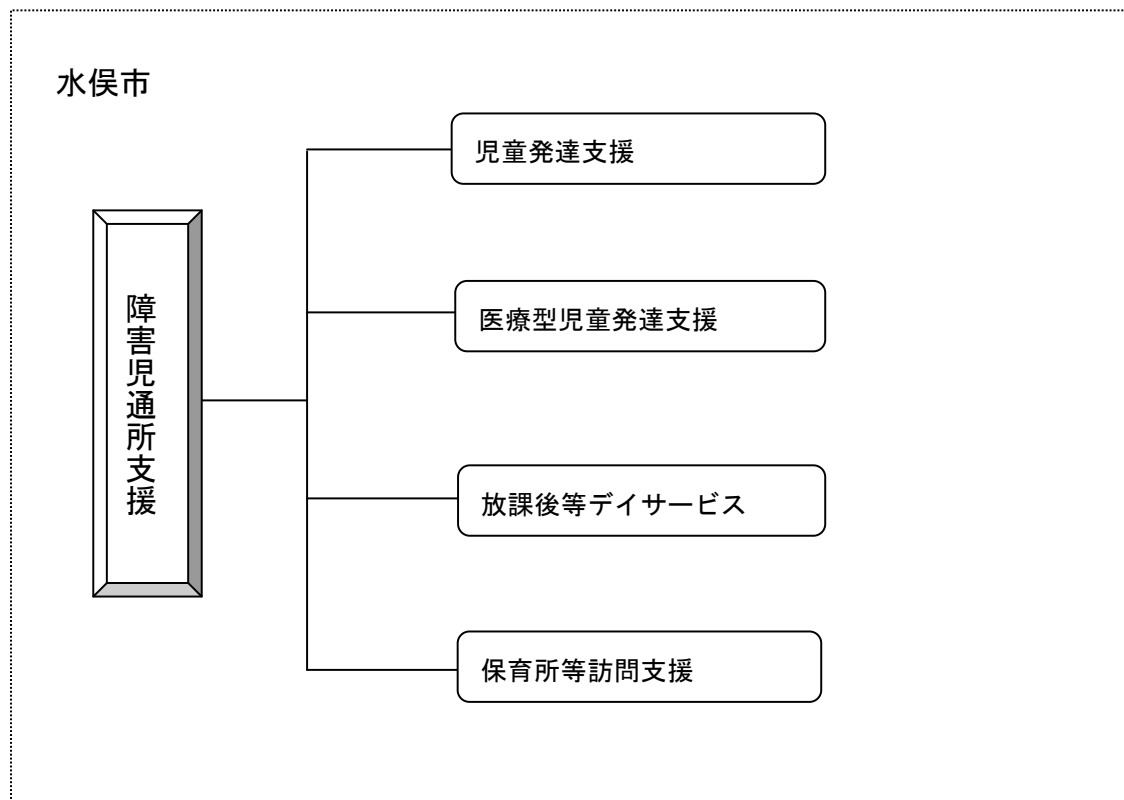 水俣市
児童発達支援
医療型児童発達支援
障害児通所支援
放課後等デイサービス
保育所等訪問支援